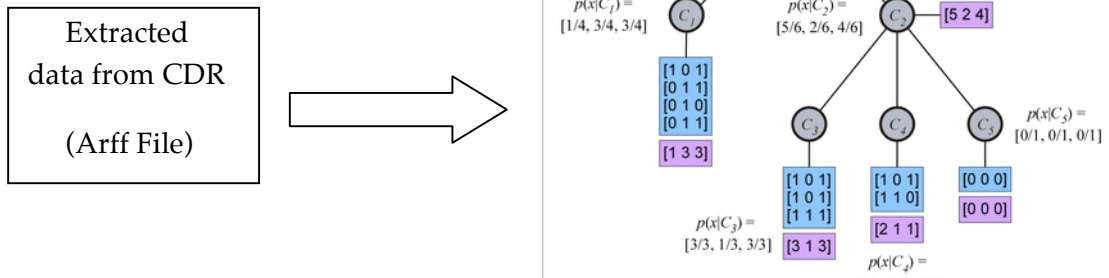 Extracted
data from CDR
(Arff File)
p(x|C₁) =
[1/4, 3/4, 3/4]
C₁
[1 0 1]
[0 1 1]
[0 1 0]
[0 1 1]
[1 3 3]
p(x|C₂) =
[5/6, 2/6, 4/6]
C₂
[5 2 4]
C₃
C₄
C₅
p(x|C₅) =
[0/1, 0/1, 0/1]
[1 0 1]
[1 0 1]
[1 1 1]
[3 1 3]
p(x|C₃) =
[3/3, 1/3, 3/3]
[1 0 1]
[1 1 0]
[2 1 1]
p(x|C₄) =
[0 0 0]
[0 0 0]